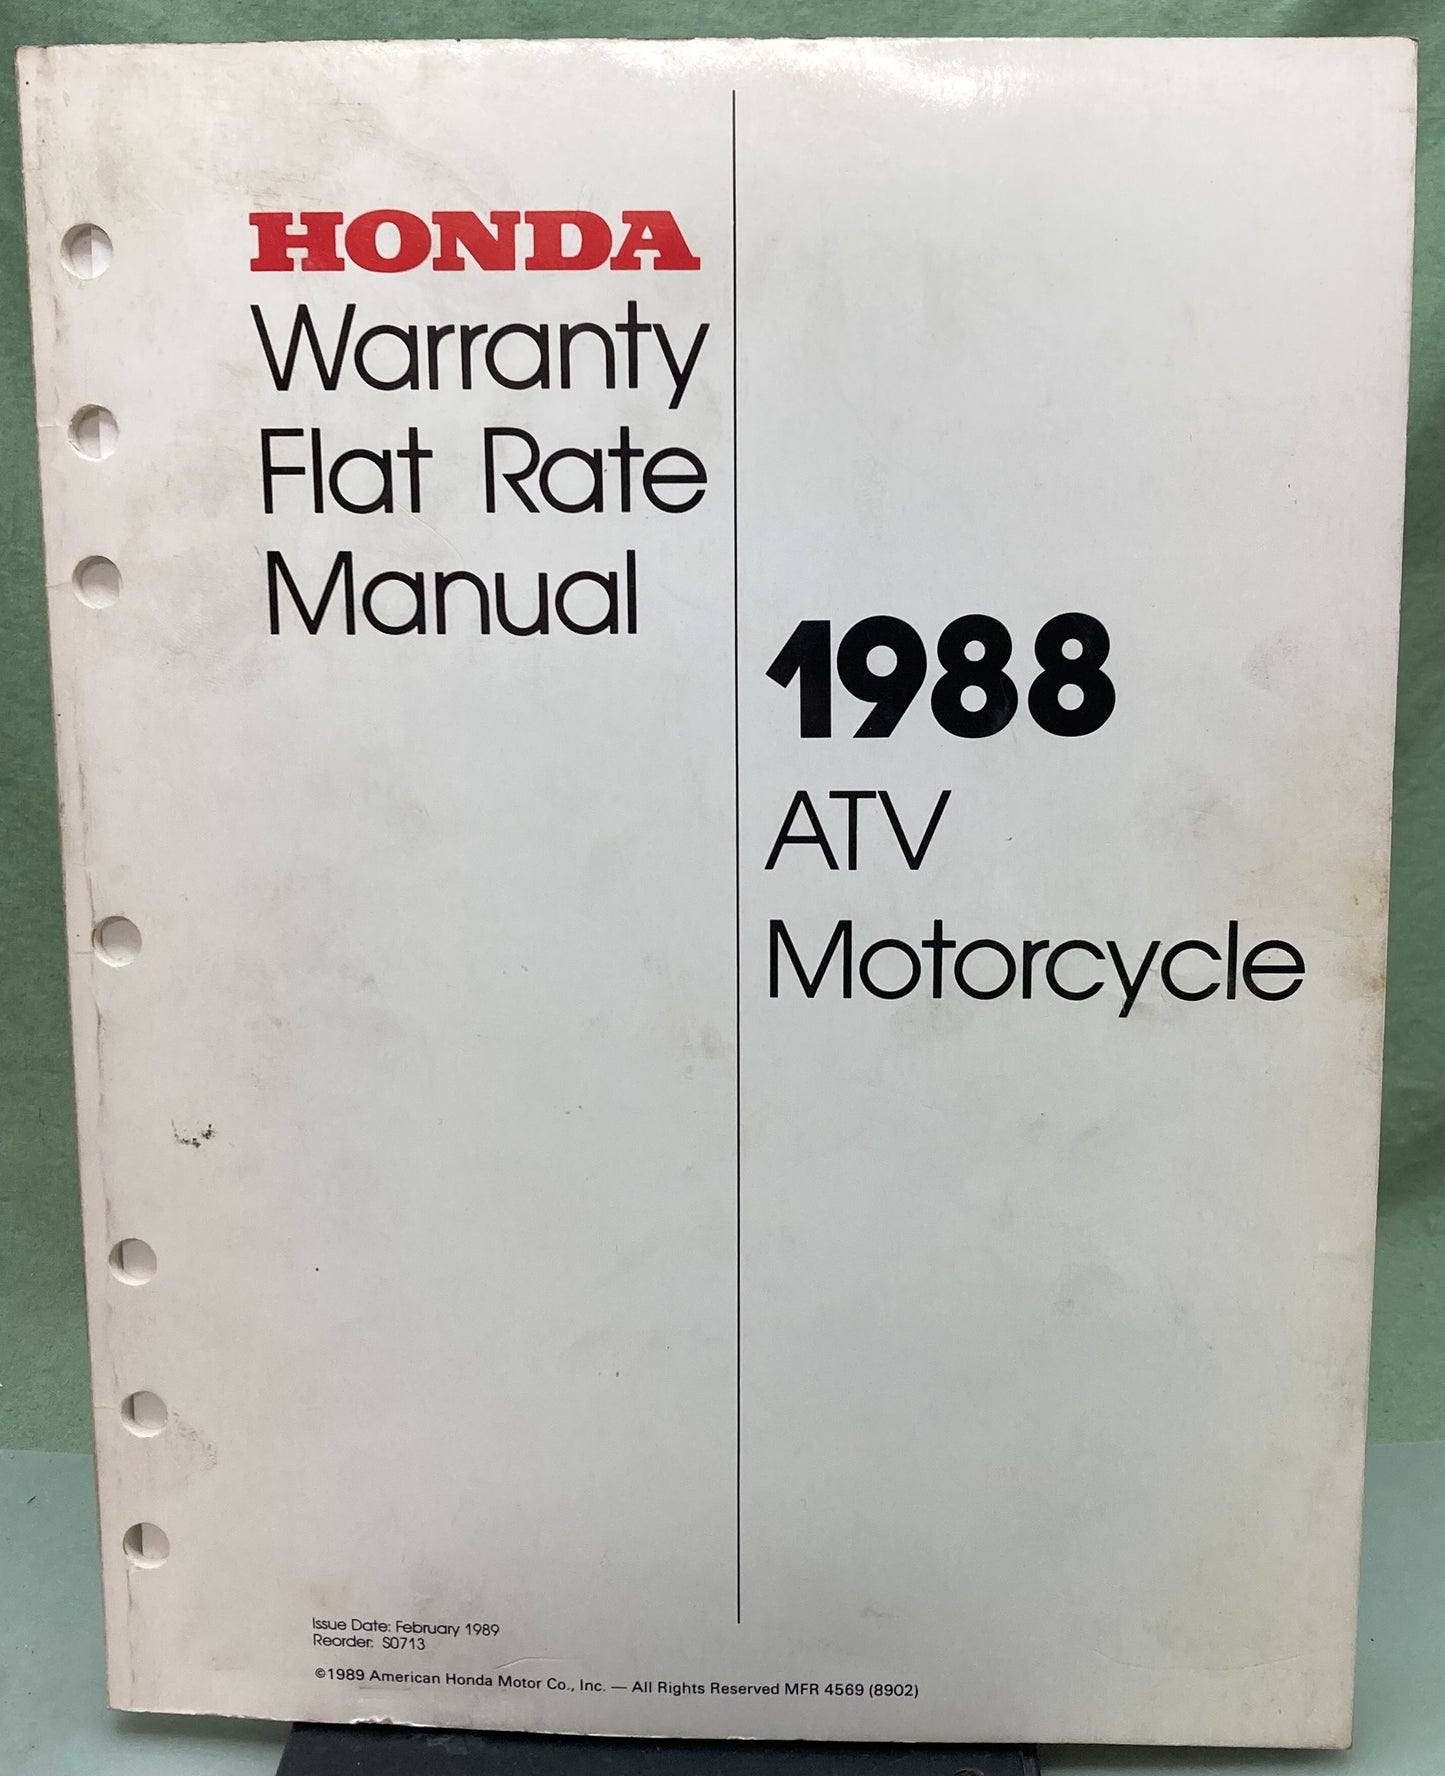 HONDA
Warranty
Flat Rate
Manual
1988
ATV
Motorcycle
Issue Date: February 1989
Reorder: S0713
©1989 American Honda Motor Co., Inc. — All Rights Reserved MFR 4569 (8902)